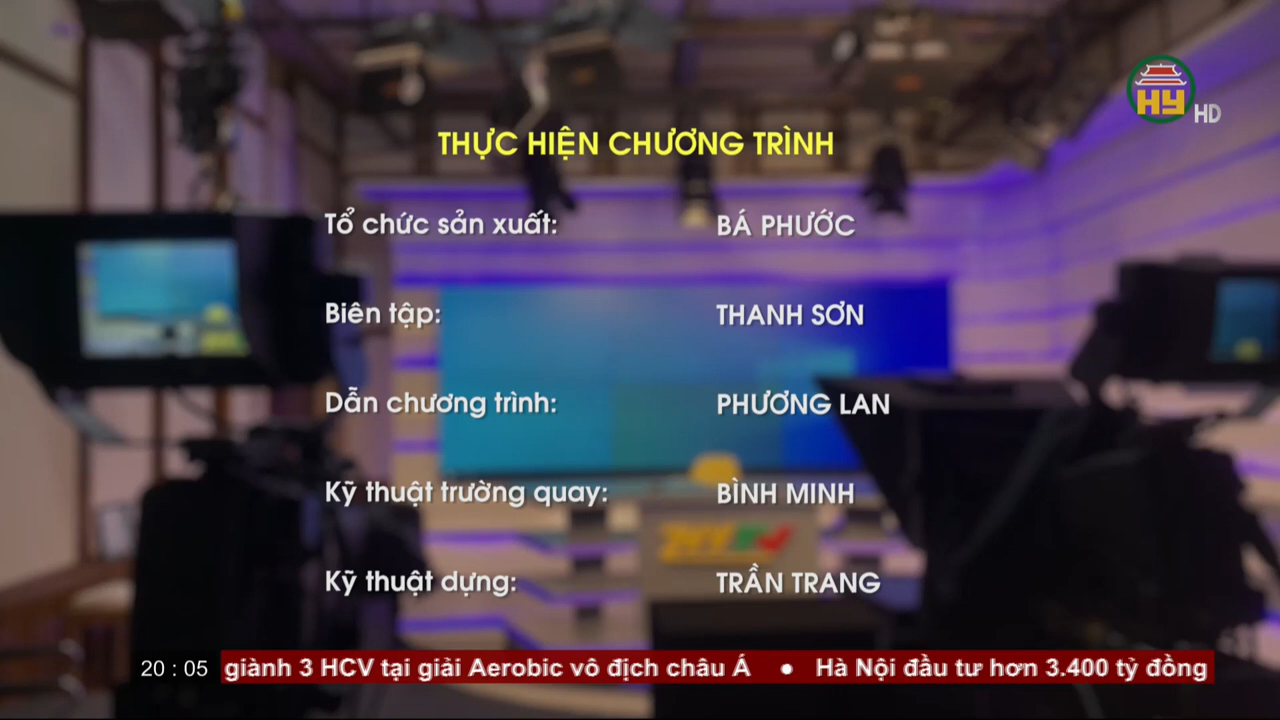 HY HD
THỰC HIỆN CHƯƠNG TRÌNH
Tổ chức sản xuất: BÁ PHƯỚC
Biên tập: THANH SƠN
Dẫn chương trình: PHƯƠNG LAN
Kỹ thuật trường quay: BÌNH MINH
Kỹ thuật dựng: TRẦN TRANG
20 : 05 giành 3 HCV tại giải Aerobic vô địch châu Á • Hà Nội đầu tư hơn 3.400 tỷ đồng